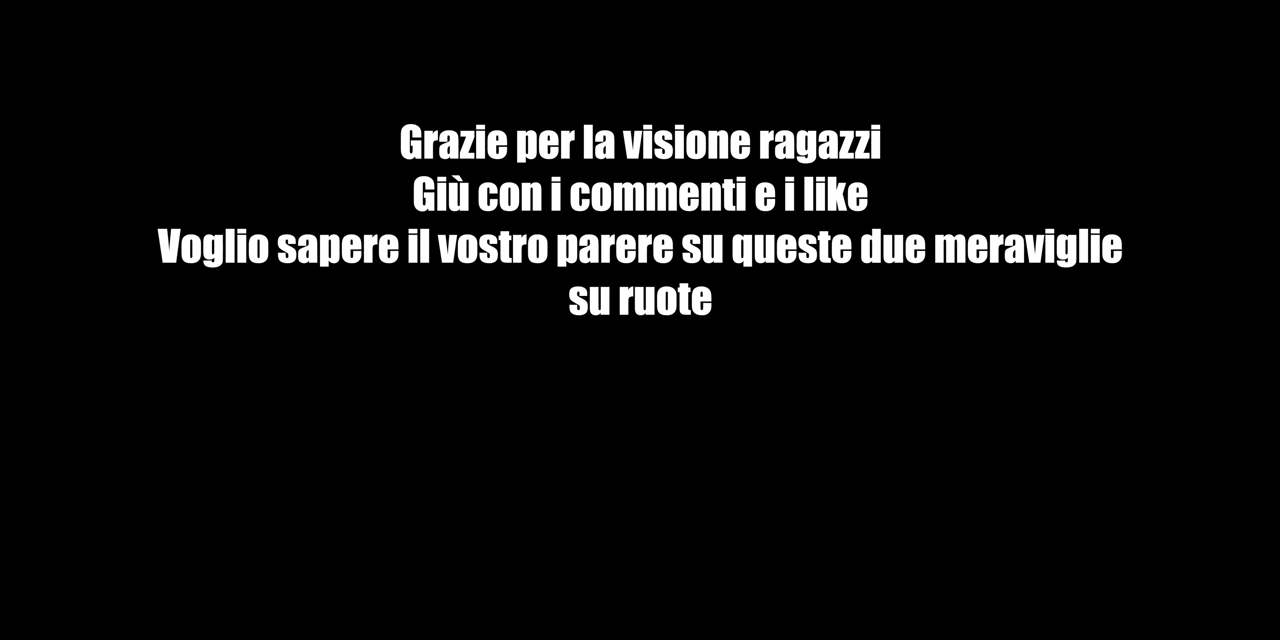 Grazie per la visione ragazzi
Giù con i commenti e i like
Voglio sapere il vostro parere su queste due meraviglie
su ruote